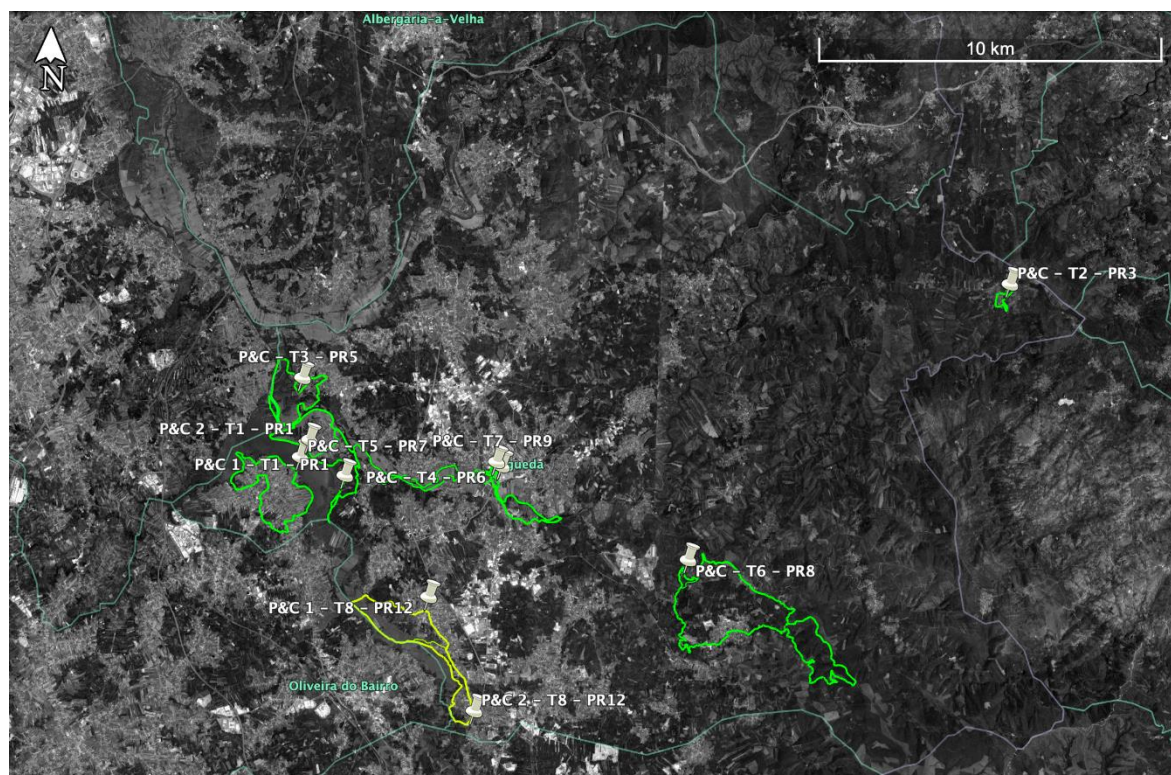 Albergaria-a-Velha
N
10 km
P&C – T2 – PR3
P&C – T3 – PR5
P&C 2 – T1 – PR1
P&C – T5 – PR7
P&C – T7 – PR9
P&C 1 – T1 – PR1
queda
P&C – T4 – PR6
P&C – T6 – PR8
P&C 1 – T8 – PR12
Oliveira do Bairro
P&C 2 – T8 – PR12